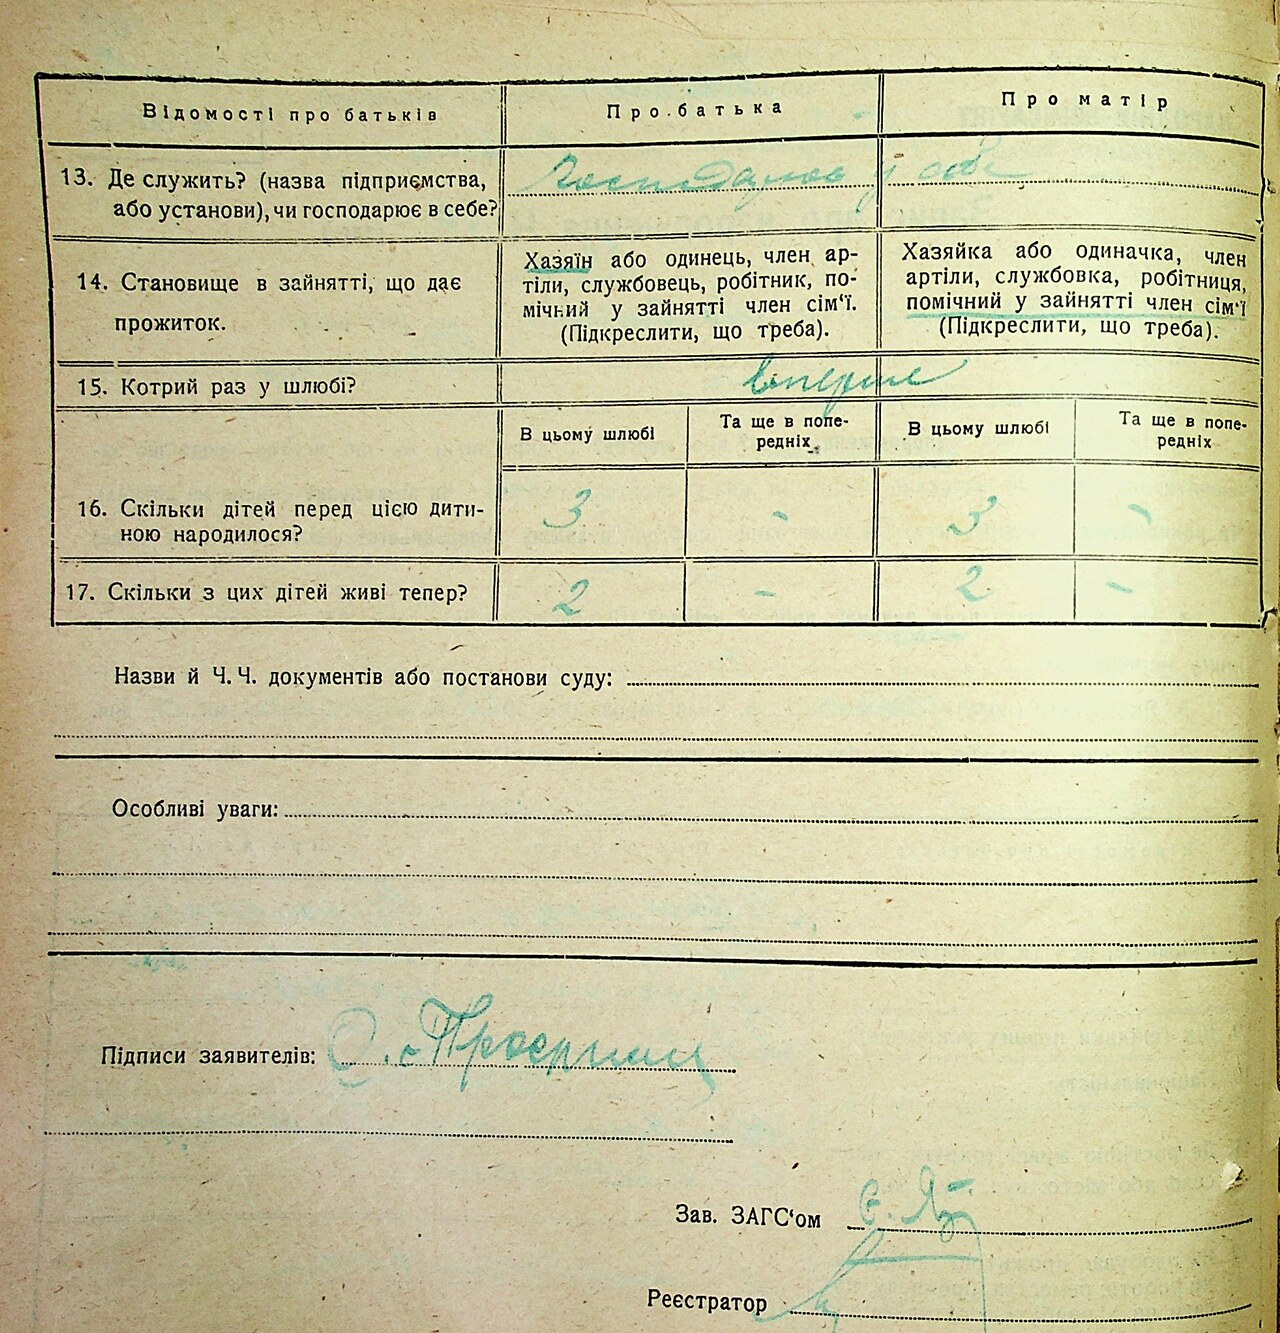 Відомості про батьків
Про батька
Про матір
13. Де служить? (назва підприємства,
або установи), чи господарює в себе?
Господарює у себе
14. Становище в зайнятті, що дає
прожиток.
Хазяїн або одинець, член ар-
тіли, службовець, робітник, по-
мічний у зайнятті член сім‘ї.
(Підкреслити, що треба).
Хазяйка або одиначка, член
артіли, службовка, робітниця,
помічний у зайнятті член сім‘ї
(Підкреслити, що треба).
15. Котрий раз у шлюбі?
вперше
В цьому шлюбі
Та ще в попе-
редніх
В цьому шлюбі
Та ще в попе-
редніх
16. Скільки дітей перед цією дити-
ною народилося?
3 - 3 -
17. Скільки з цих дітей живі тепер?
2 - 2 -
Назви й Ч. Ч. документів або постанови суду:
Особливі уваги:
Підписи заявителів:
Зав. ЗАГС‘ом
Реєстратор